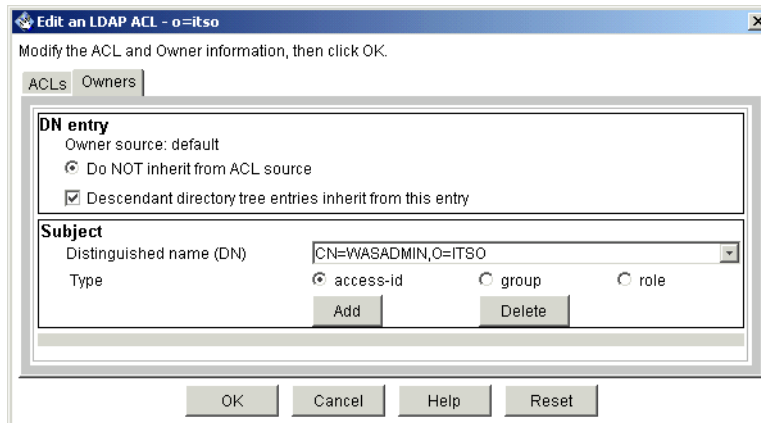 Edit an LDAP ACL - o=itso
Modify the ACL and Owner information, then click OK.
ACLs Owners
DN entry
Owner source: default
Do NOT inherit from ACL source
Descendant directory tree entries inherit from this entry
Subject
Distinguished name (DN) CN=WASADMIN,O=ITSO
Type access-id group role
Add Delete
OK Cancel Help Reset